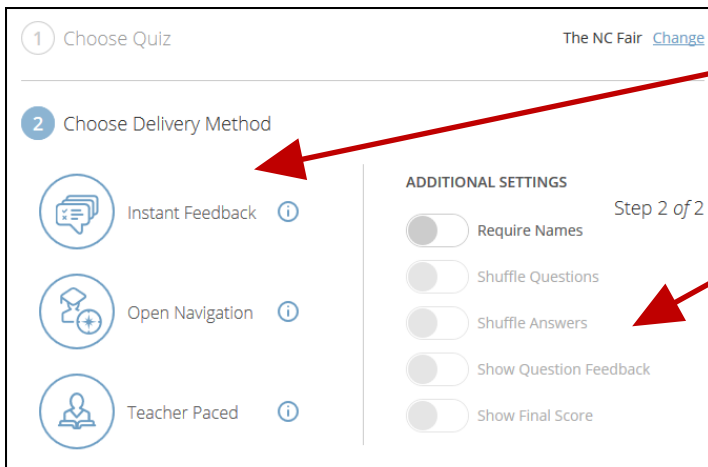 1 Choose Quiz
The NC Fair Change
2 Choose Delivery Method
Instant Feedback i
Open Navigation i
Teacher Paced i
ADDITIONAL SETTINGS
Step 2 of 2
Require Names
Shuffle Questions
Shuffle Answers
Show Question Feedback
Show Final Score